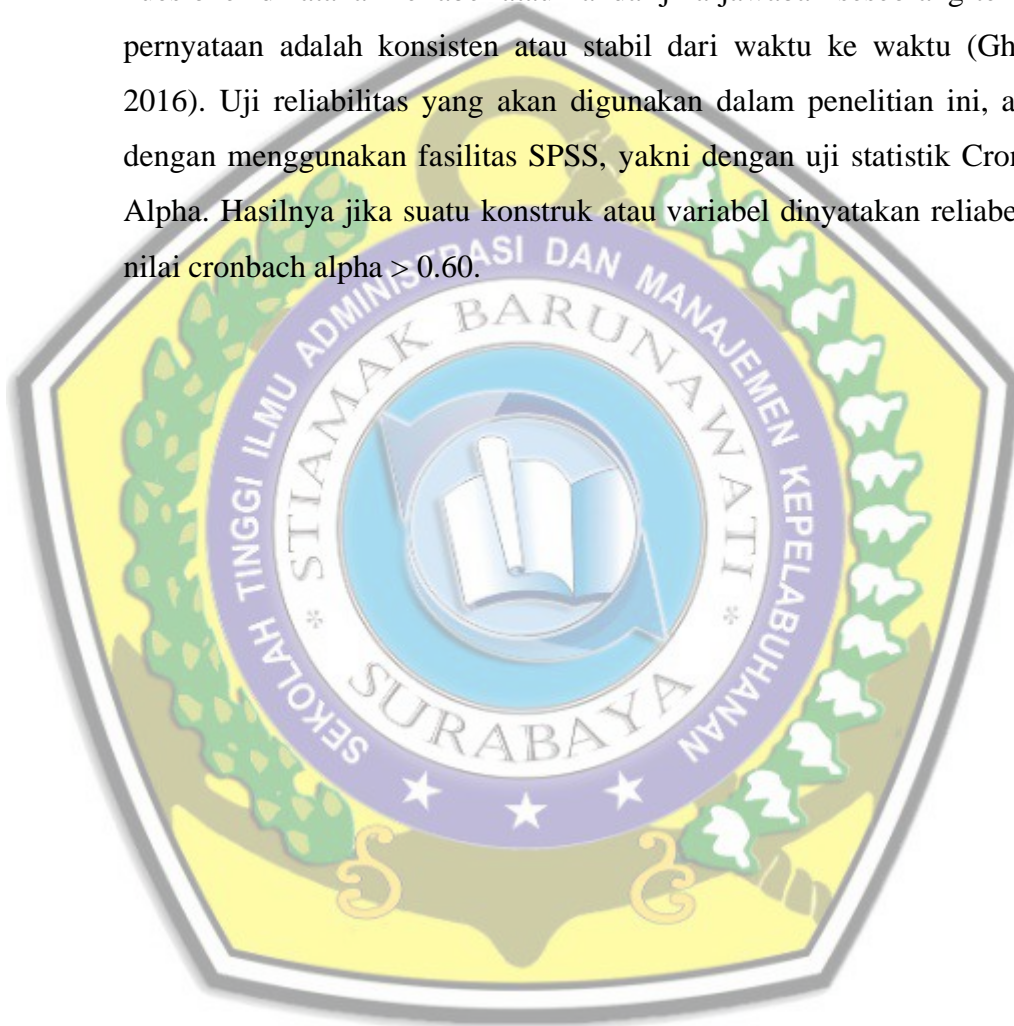 pernyataan adalah konsisten atau stabil dari waktu ke waktu (Gh
2016). Uji reliabilitas yang akan digunakan dalam penelitian ini, a
dengan menggunakan fasilitas SPSS, yakni dengan uji statistik Cron
Alpha. Hasilnya jika suatu konstruk atau variabel dinyatakan reliabe
nilai cronbach alpha > 0.60.
SEKOLAH TINGGI ILMU ADMINISTRASI DAN MANAJEMEN KEPELABUHANAN
STIAMAK BARUNAWATI
* SURABAYA *